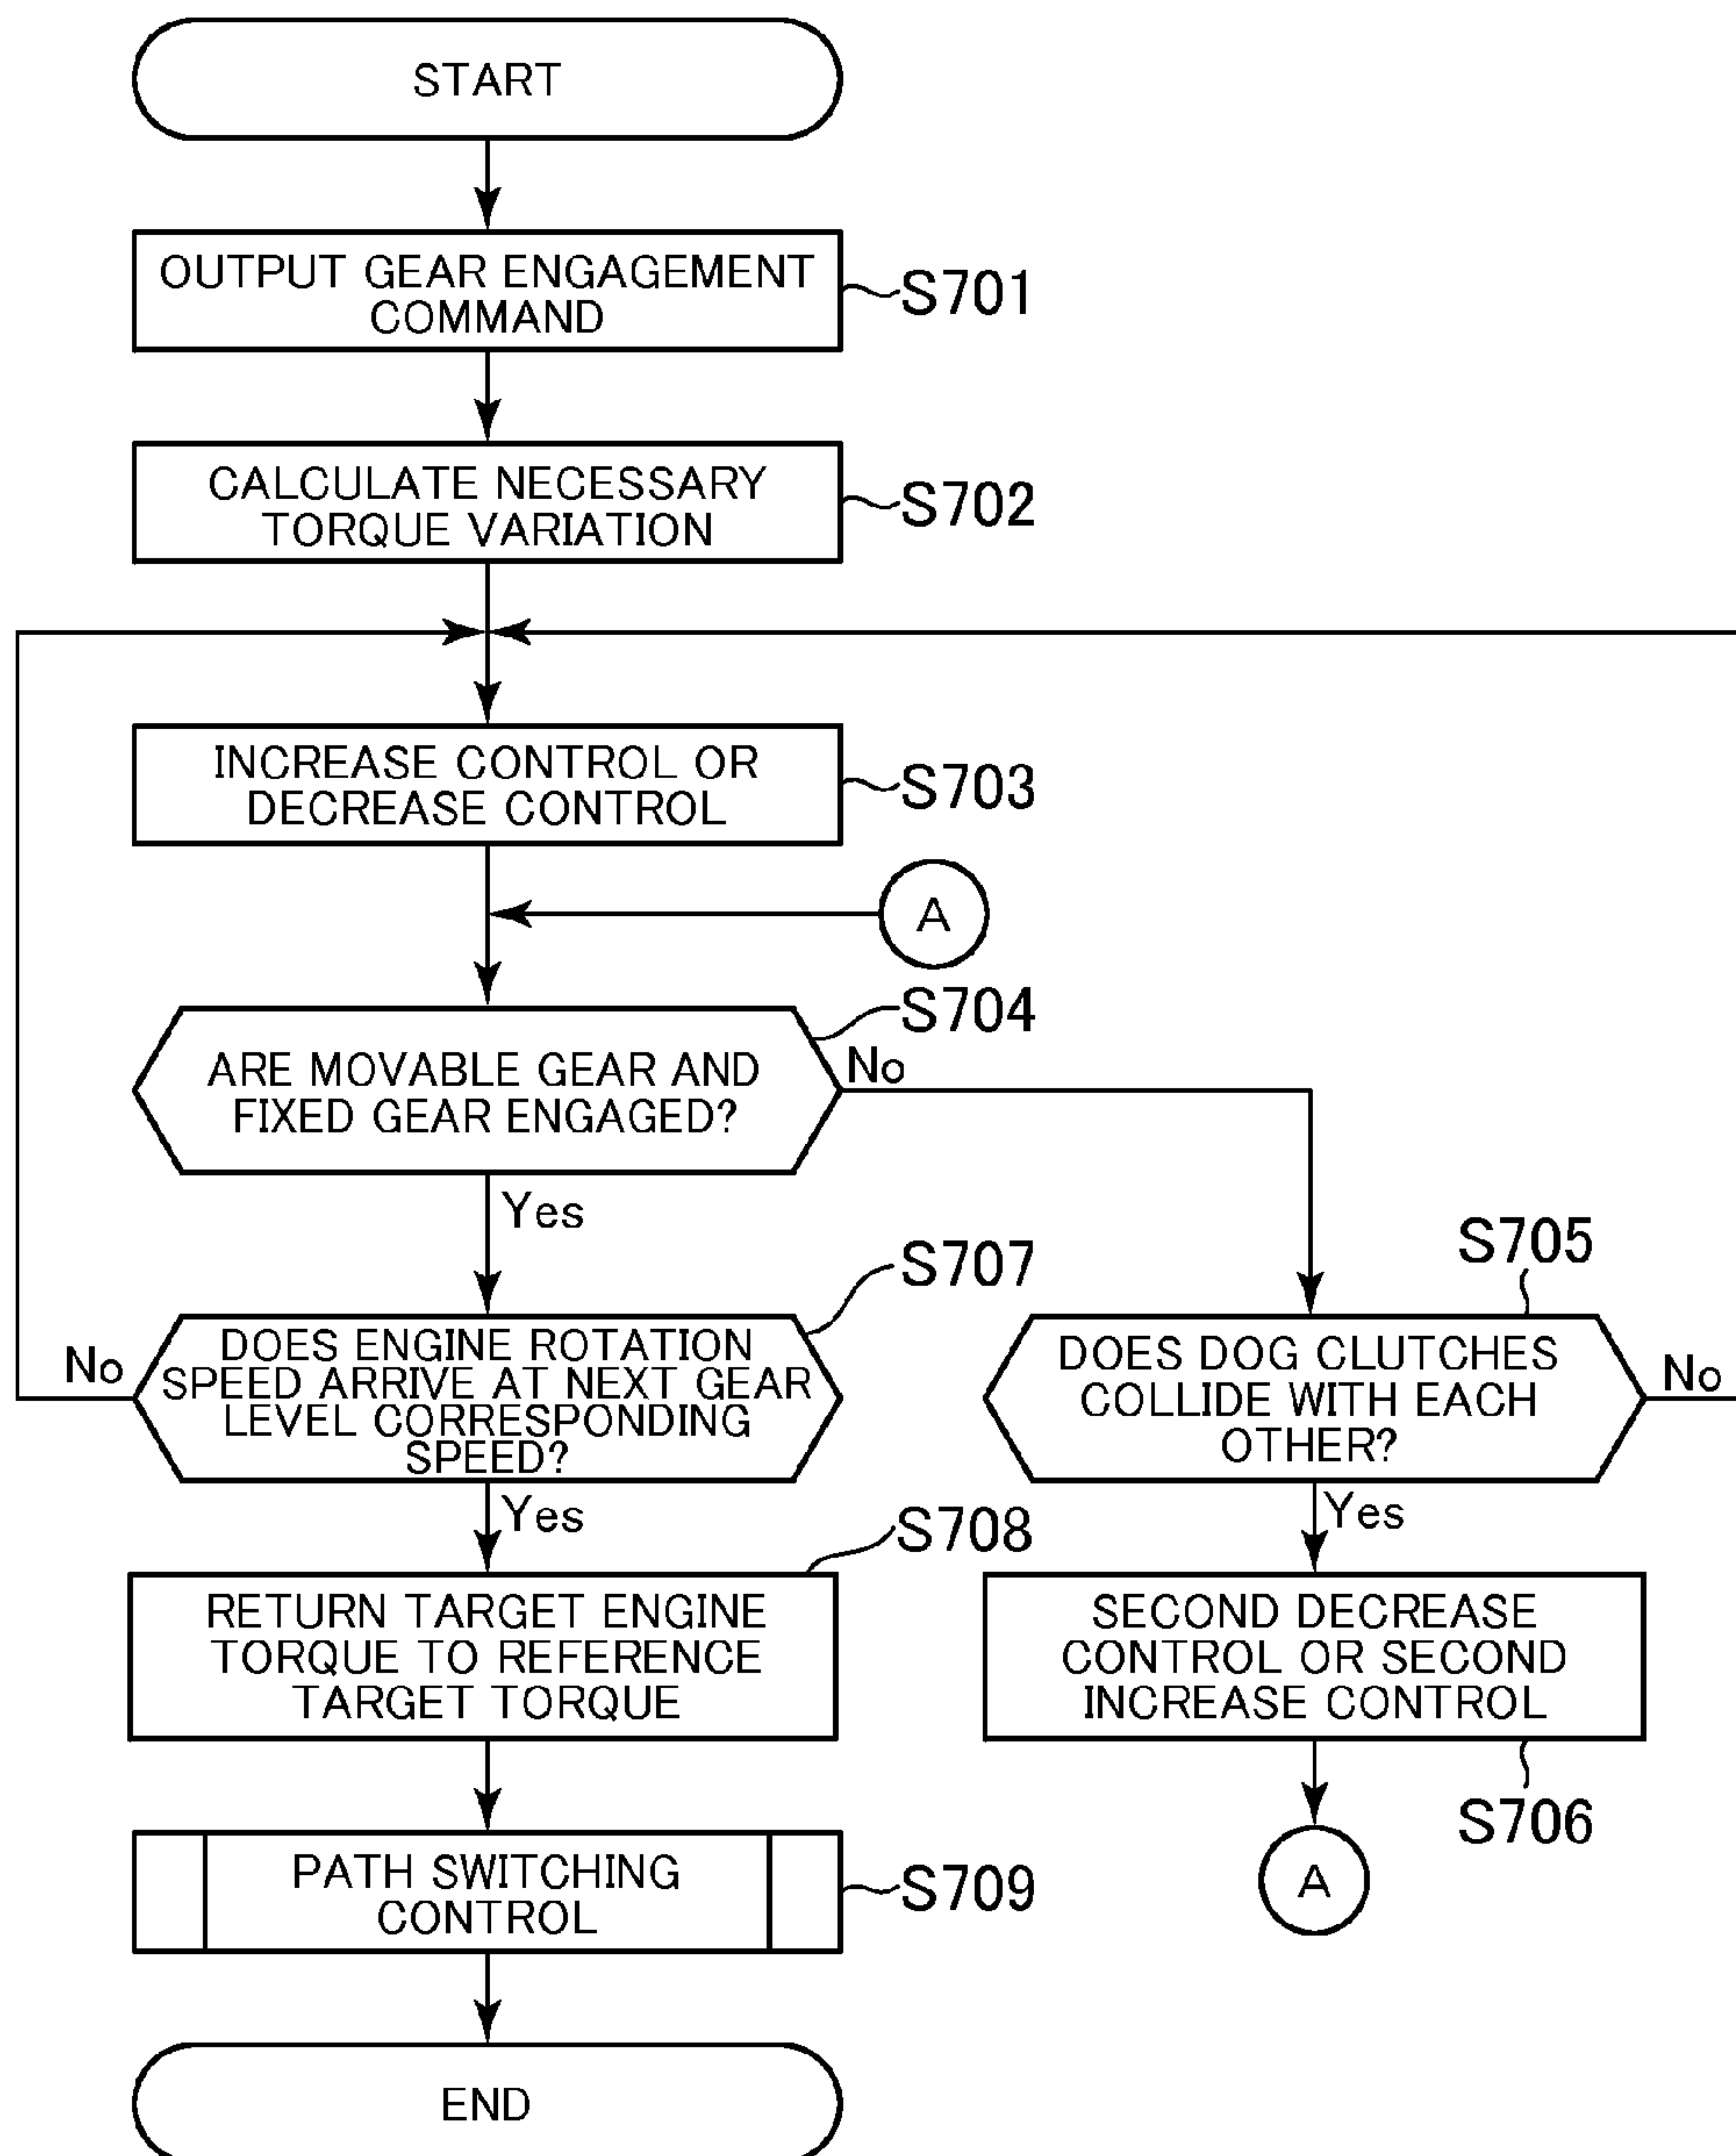 START
OUTPUT GEAR ENGAGEMENT
COMMAND
S701
CALCULATE NECESSARY
TORQUE VARIATION
S702
INCREASE CONTROL OR
DECREASE CONTROL
S703
A
S704
ARE MOVABLE GEAR AND
FIXED GEAR ENGAGED?
No
Yes
S707
DOES ENGINE ROTATION
SPEED ARRIVE AT NEXT GEAR
LEVEL CORRESPONDING
SPEED?
No
Yes
S705
DOES DOG CLUTCHES
COLLIDE WITH EACH
OTHER?
No
Yes
S708
RETURN TARGET ENGINE
TORQUE TO REFERENCE
TARGET TORQUE
SECOND DECREASE
CONTROL OR SECOND
INCREASE CONTROL
S706
A
PATH SWITCHING
CONTROL
S709
END